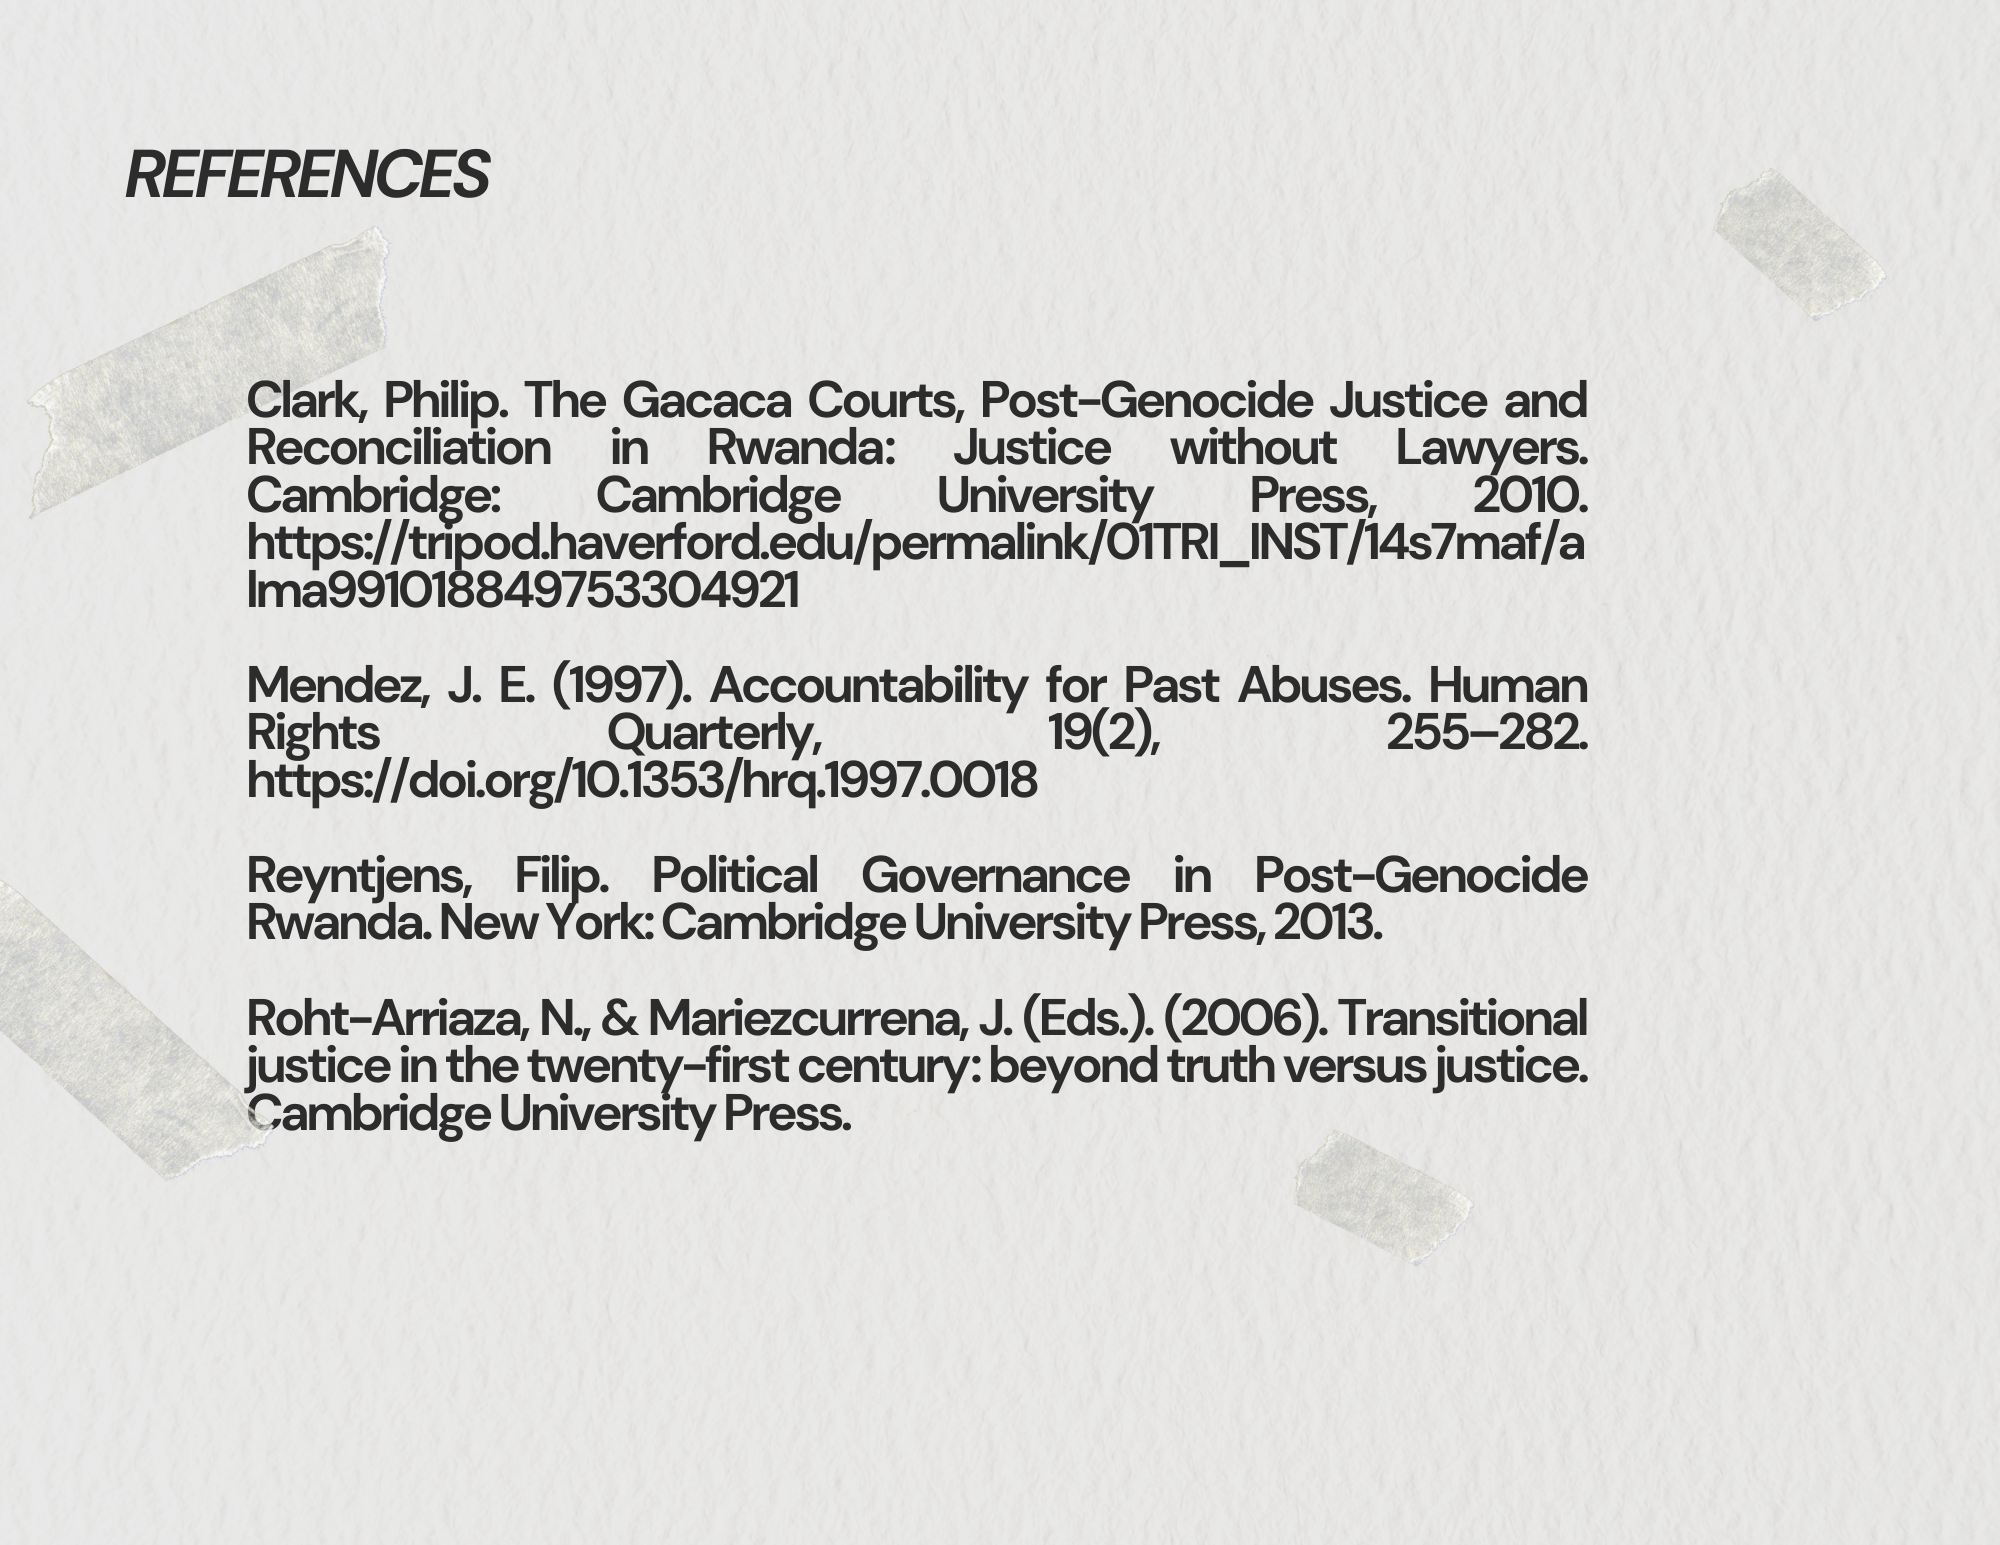 REFERENCES
Clark, Philip. The Gacaca Courts, Post-Genocide Justice and
Reconciliation in Rwanda: Justice without Lawyers.
Cambridge: Cambridge University Press, 2010.
https://tripod.haverford.edu/permalink/01TRI_INST/14s7maf/a
lma991018849753304921
Mendez, J. E. (1997). Accountability for Past Abuses. Human
Rights Quarterly, 19(2), 255–282.
https://doi.org/10.1353/hrq.1997.0018
Reyntjens, Filip. Political Governance in Post-Genocide
Rwanda. New York: Cambridge University Press, 2013.
Roht-Arriaza, N., & Mariezcurrena, J. (Eds.). (2006). Transitional
justice in the twenty-first century: beyond truth versus justice.
Cambridge University Press.